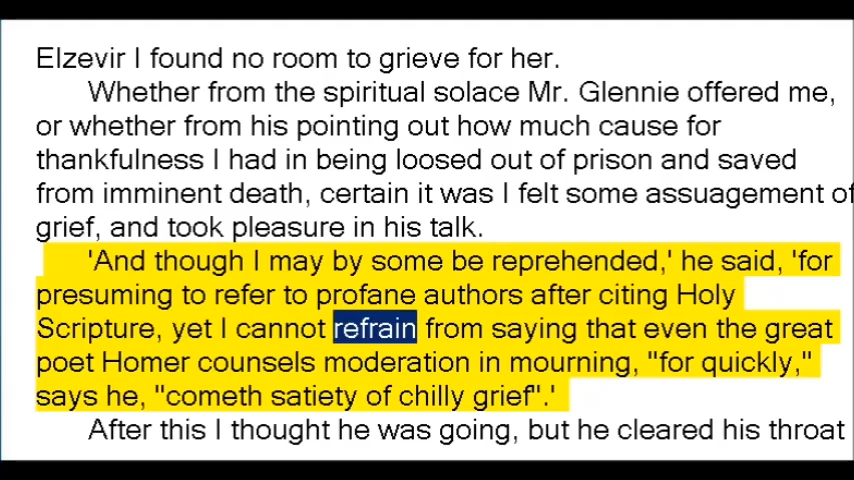 Elzevir I found no room to grieve for her.
Whether from the spiritual solace Mr. Glennie offered me,
or whether from his pointing out how much cause for
thankfulness I had in being loosed out of prison and saved
from imminent death, certain it was I felt some assuagement of
grief, and took pleasure in his talk.
'And though I may by some be reprehended,' he said, 'for
presuming to refer to profane authors after citing Holy
Scripture, yet I cannot refrain from saying that even the great
poet Homer counsels moderation in mourning, "for quickly,"
says he, "cometh satiety of chilly grief".'
After this I thought he was going, but he cleared his throat